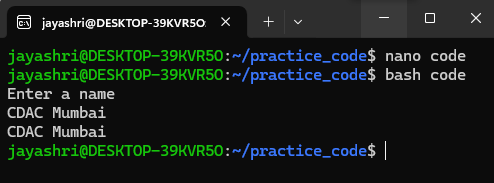 jayashri@DESKTOP-39KVR5O:
jayashri@DESKTOP-39KVR5O:~/practice_code$ nano code
jayashri@DESKTOP-39KVR5O:~/practice_code$ bash code
Enter a name
CDAC Mumbai
CDAC Mumbai
jayashri@DESKTOP-39KVR5O:~/practice_code$